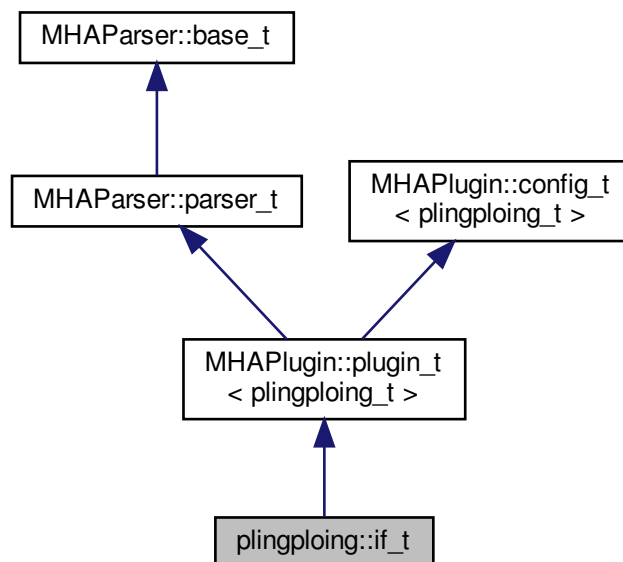 MHAParser::base_t
MHAParser::parser_t
MHAPlugin::config_t
< plingploing_t >
MHAPlugin::plugin_t
< plingploing_t >
plingploing::if_t